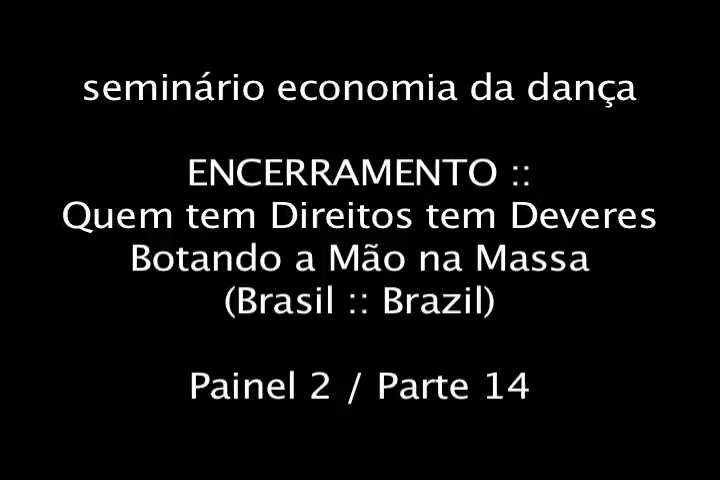 seminário economia da dança
ENCERRAMENTO ::
Quem tem Direitos tem Deveres
Botando a Mão na Massa
(Brasil :: Brazil)
Painel 2 / Parte 14